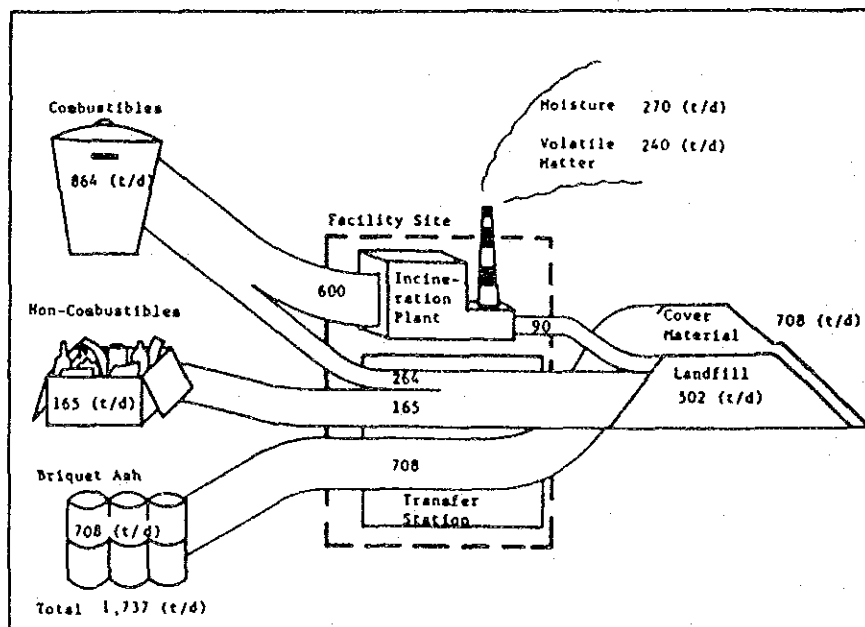 Combustibles
864 (t/d)
Moisture 270 (t/d)
Volatile 240 (t/d)
Matter
Facility Site
Incine-
ration
Plant
600
90
Non-Combustibles
165 (t/d)
Cover
Material
708 (t/d)
264
165
Landfill
502 (t/d)
Briquet Ash
708 (t/d)
708
Transfer
Station
Total 1,737 (t/d)